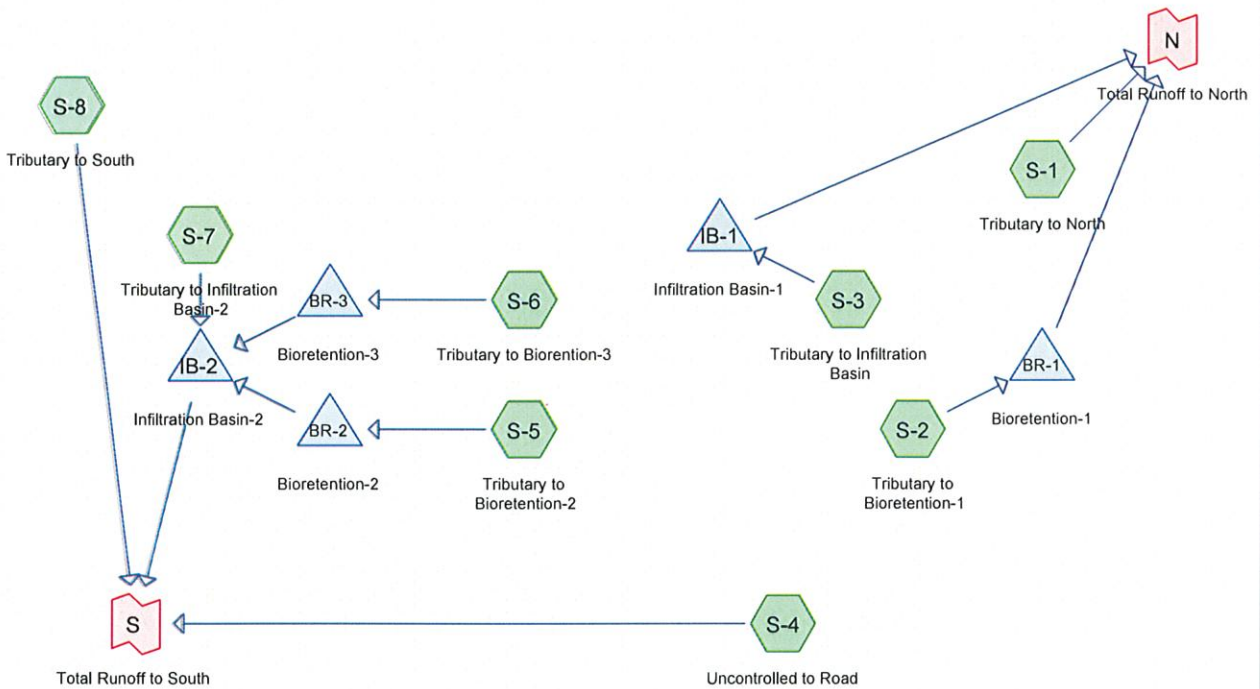 N
Total Runoff to North
S-8
Tributary to South
S-1
Tributary to North
S-7
Tributary to Infiltration
Basin-2
IB-1
Infiltration Basin-1
BR-3
Bioretention-3
S-6
Tributary to Biorention-3
S-3
Tributary to Infiltration
Basin
IB-2
Infiltration Basin-2
BR-1
Bioretention-1
BR-2
Bioretention-2
S-5
Tributary to
Bioretention-2
S-2
Tributary to
Bioretention-1
S
Total Runoff to South
S-4
Uncontrolled to Road